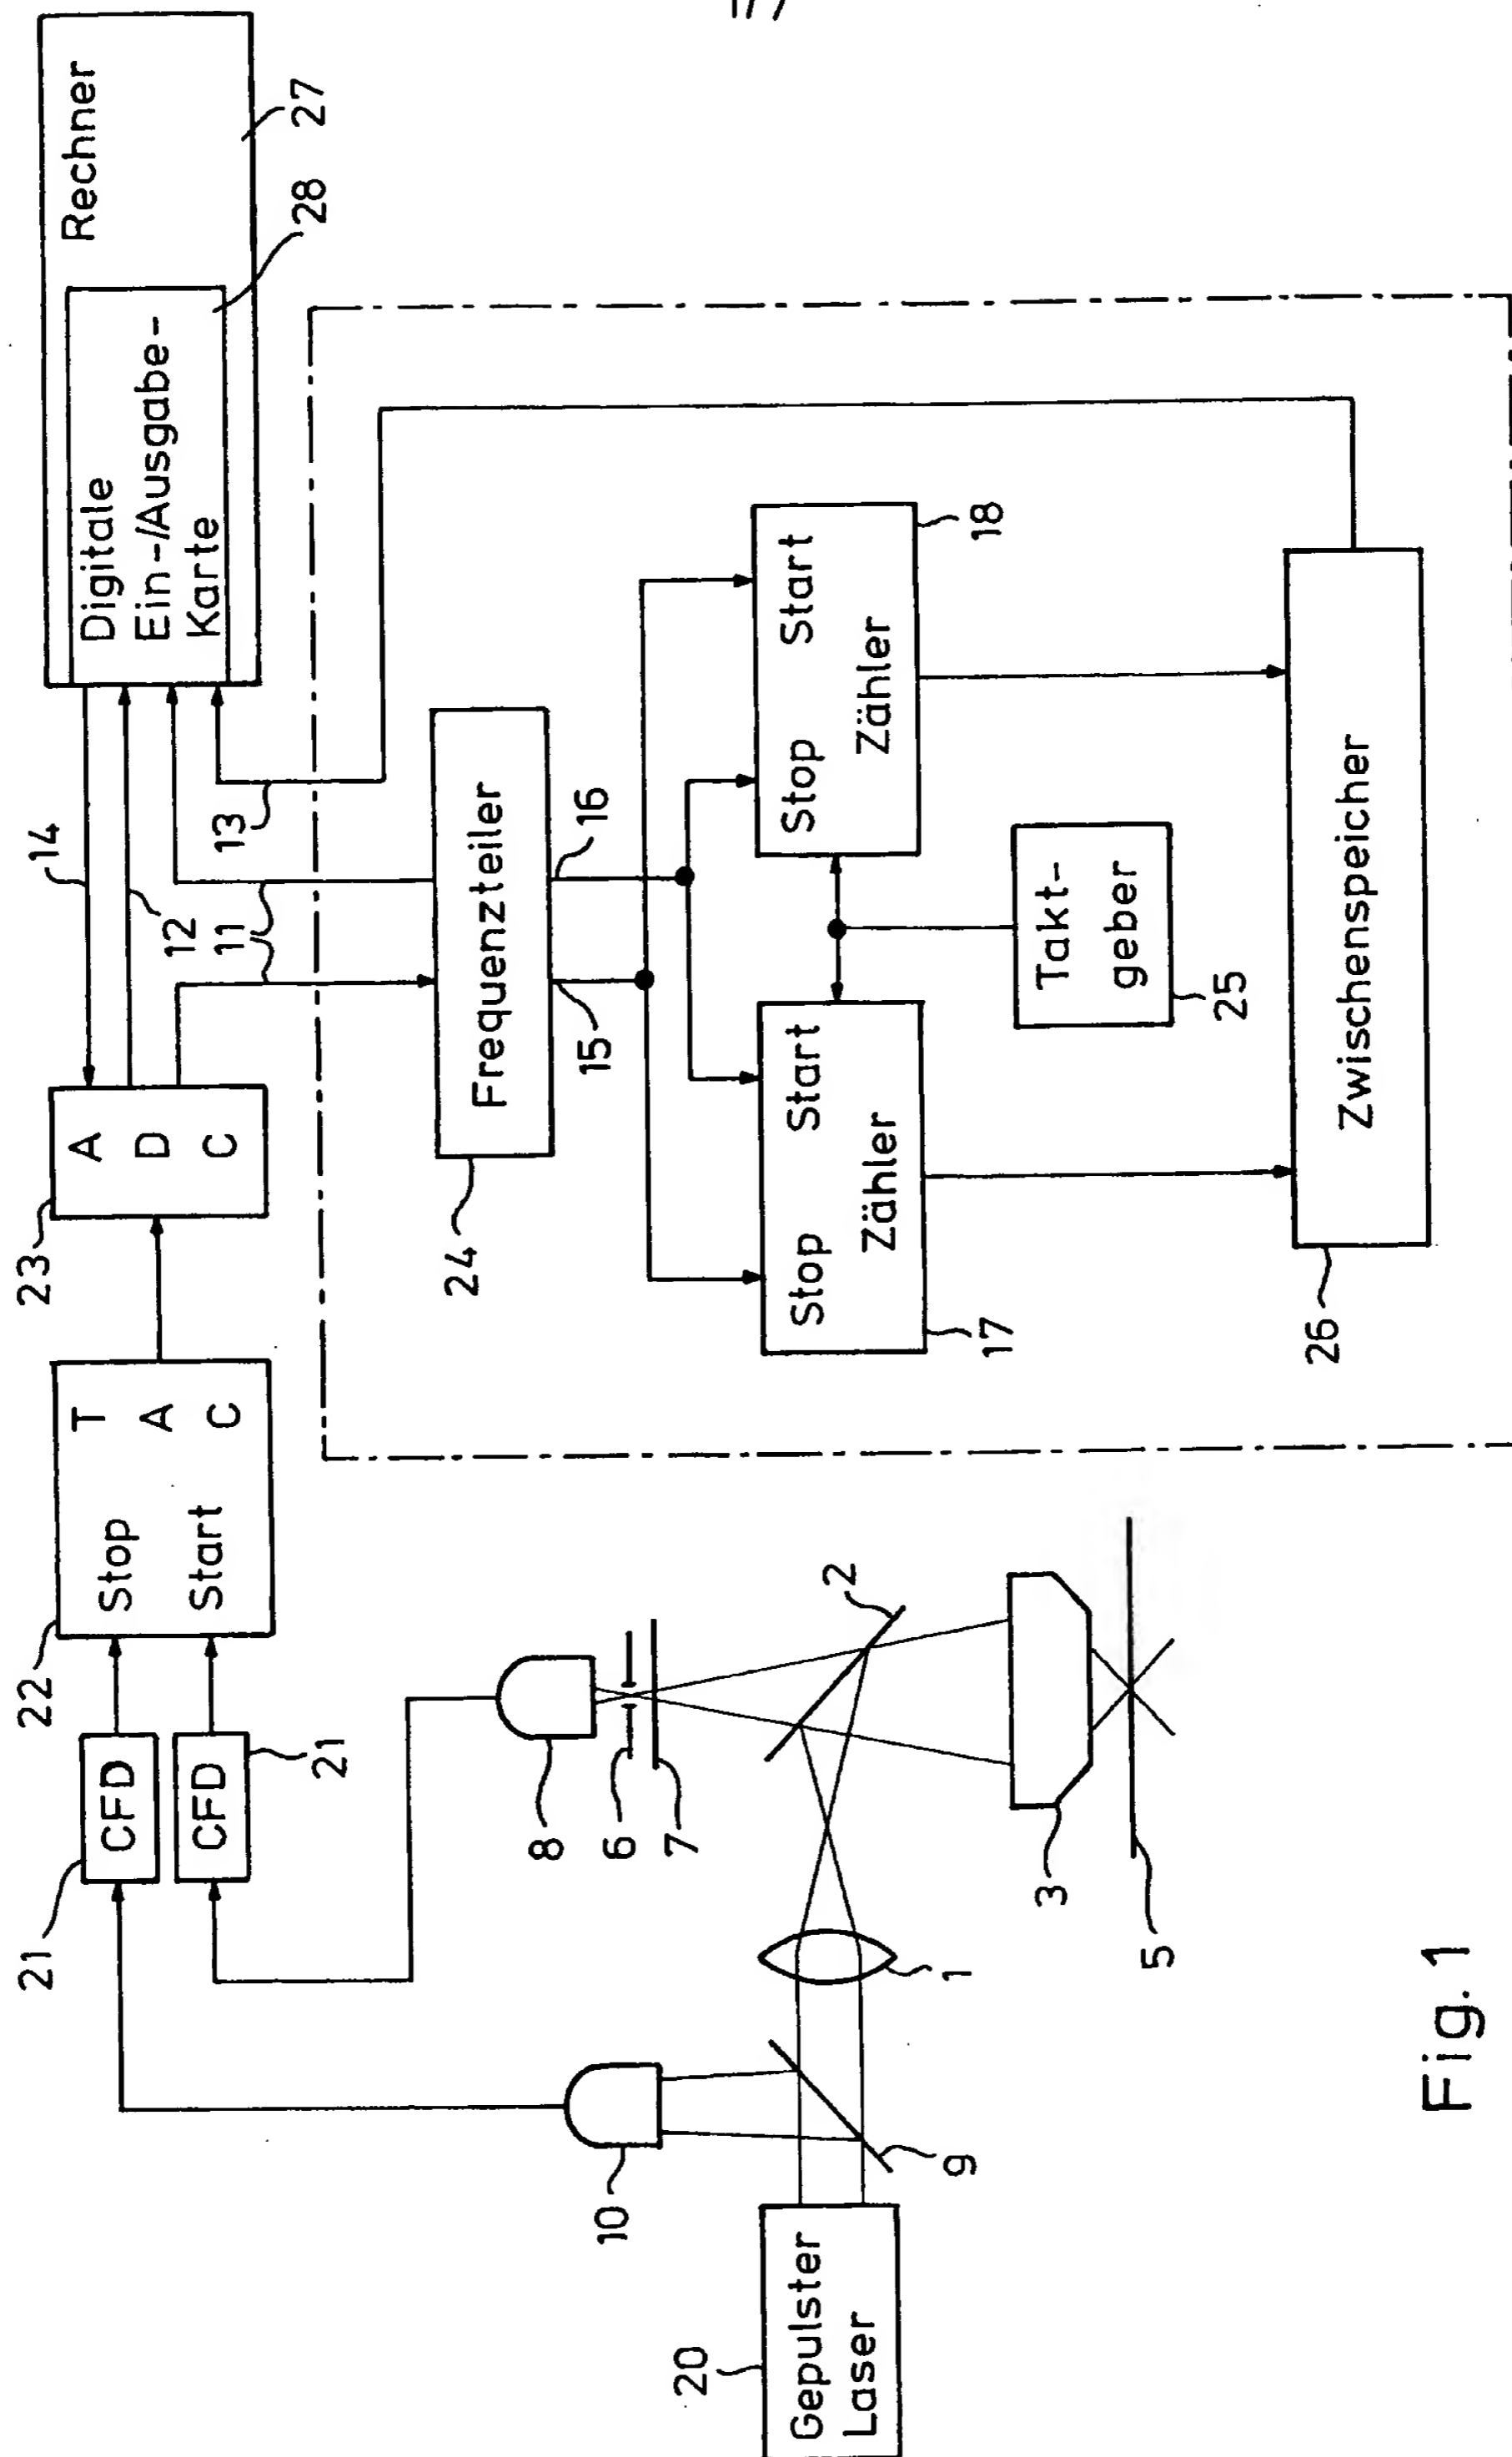 1/7
21
CFD
CFD
21
22
Stop
Start
T
A
C
23
A
D
C
14
12
11
13
Digitale
Ein-/Ausgabe-
Karte
Rechner
28
27
24
Frequenzteiler
15
16
Stop Start
Zähler
17
Stop Start
Zähler
18
Takt-
geber
25
26
Zwischenspeicher
20
Gepulster
Laser
10
9
1
8
6
7
2
3
5
Fig. 1